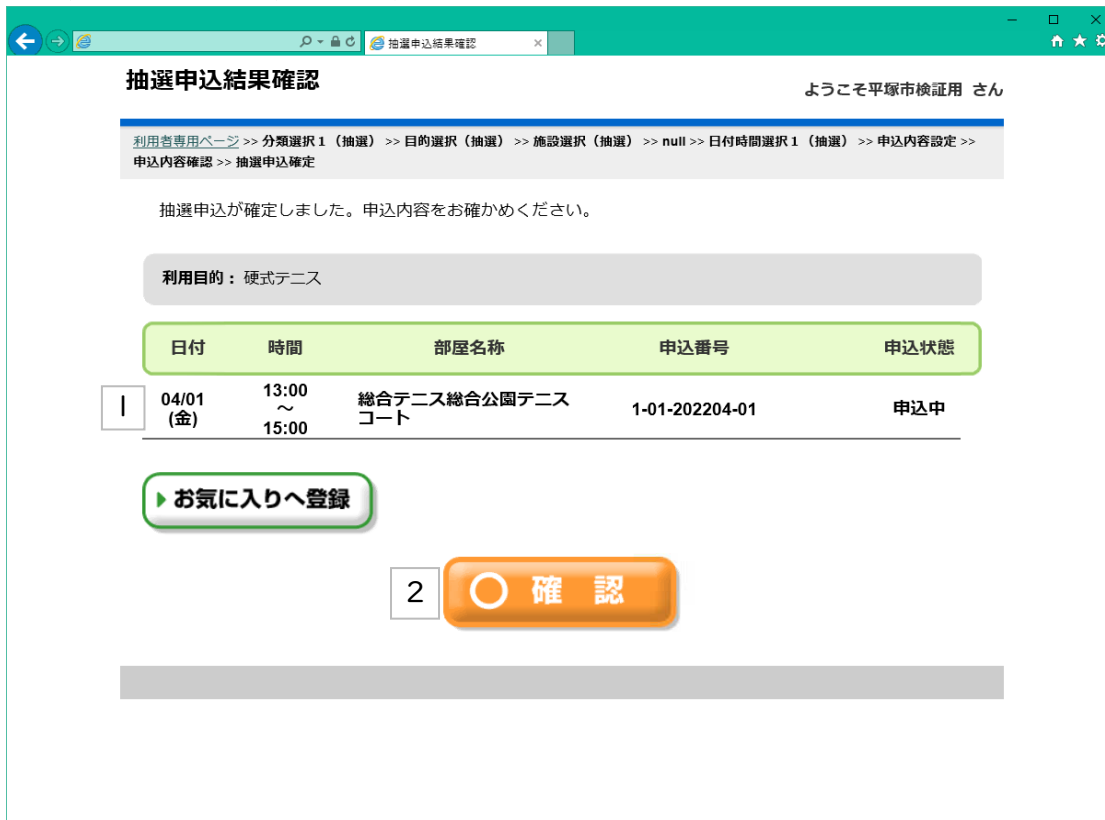 抽選申込結果確認
抽選申込結果確認
ようこそ平塚市検証用 さん
利用者専用ページ >> 分類選択１（抽選） >> 目的選択（抽選） >> 施設選択（抽選） >> null >> 日付時間選択１（抽選） >> 申込内容設定 >>
申込内容確認 >> 抽選申込確定
抽選申込が確定しました。申込内容をお確かめください。
利用目的：硬式テニス
日付 時間 部屋名称 申込番号 申込状態
1
04/01
(金)
13:00
～
15:00
総合テニス総合公園テニス
コート
1-01-202204-01
申込中
お気に入りへ登録
2
確 認